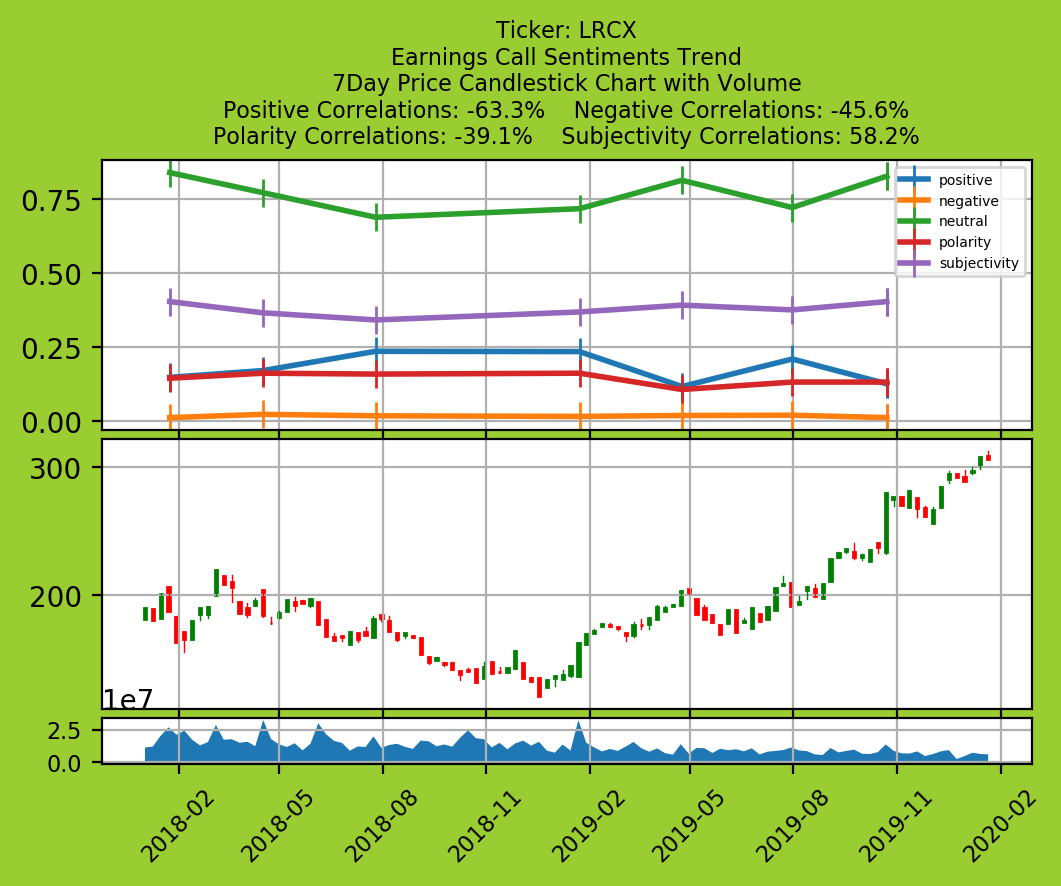 Ticker: LRCX
Earnings Call Sentiments Trend
7Day Price Candlestick Chart with Volume
Positive Correlations: -63.3%    Negative Correlations: -45.6%
Polarity Correlations: -39.1%    Subjectivity Correlations: 58.2%
0.75
0.50
0.25
0.00
positive
negative
neutral
polarity
subjectivity
300
200
1e7
2.5
0.0
2018-02
2018-05
2018-08
2018-11
2019-02
2019-05
2019-08
2019-11
2020-02